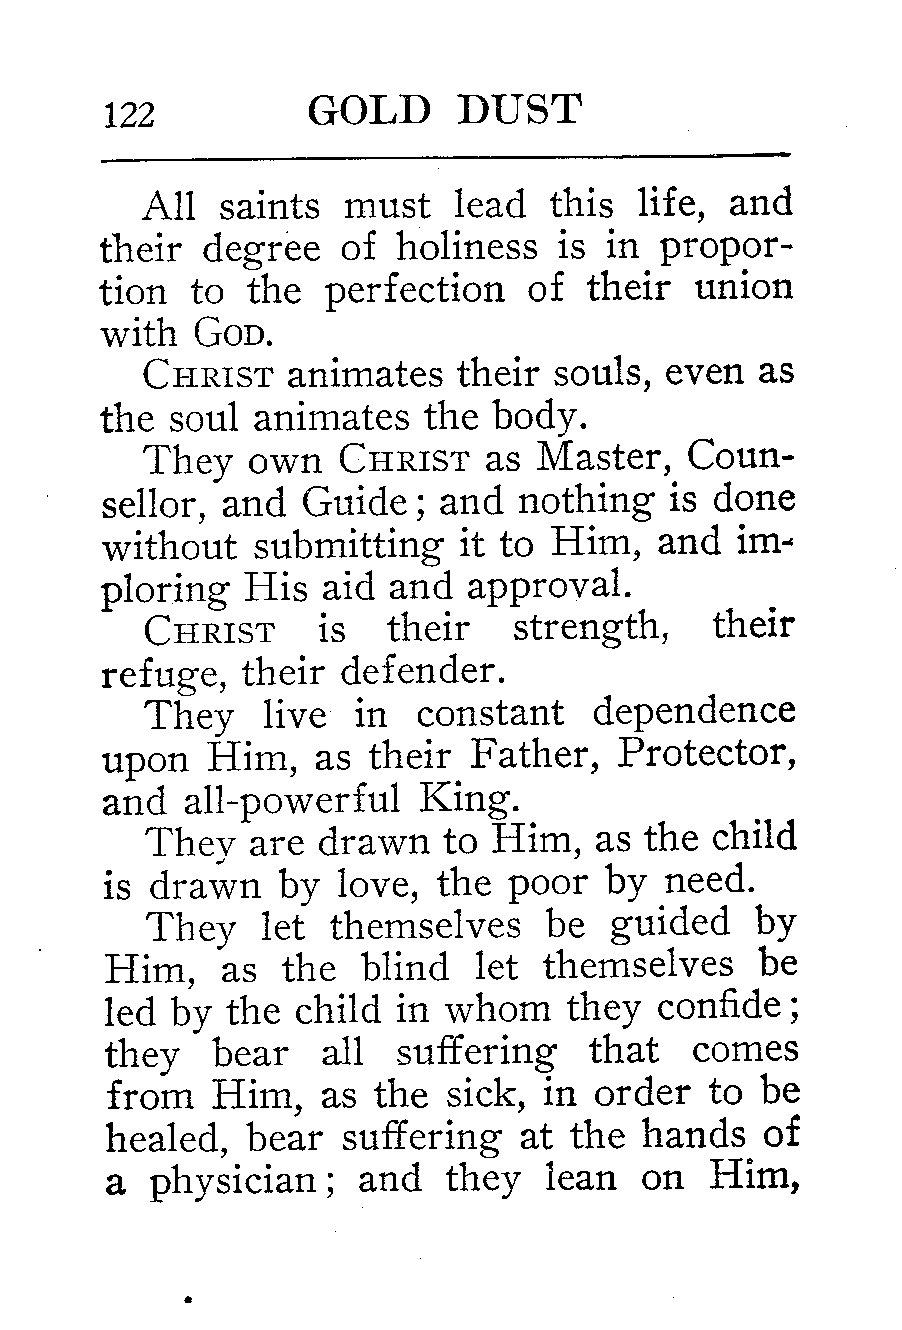 122 GOLD DUST
All saints must lead this life, and
their degree of holiness is in propor-
tion to the perfection of their union
with GOD.
CHRIST animates their souls, even as
the soul animates the body.
They own CHRIST as Master, Coun-
sellor, and Guide; and nothing is done
without submitting it to Him, and im-
ploring His aid and approval.
CHRIST is their strength, their
refuge, their defender.
They live in constant dependence
upon Him, as their Father, Protector,
and all-powerful King.
They are drawn to Him, as the child
is drawn by love, the poor by need.
They let themselves be guided by
Him, as the blind let themselves be
led by the child in whom they confide;
they bear all suffering that comes
from Him, as the sick, in order to be
healed, bear suffering at the hands of
a physician; and they lean on Him,